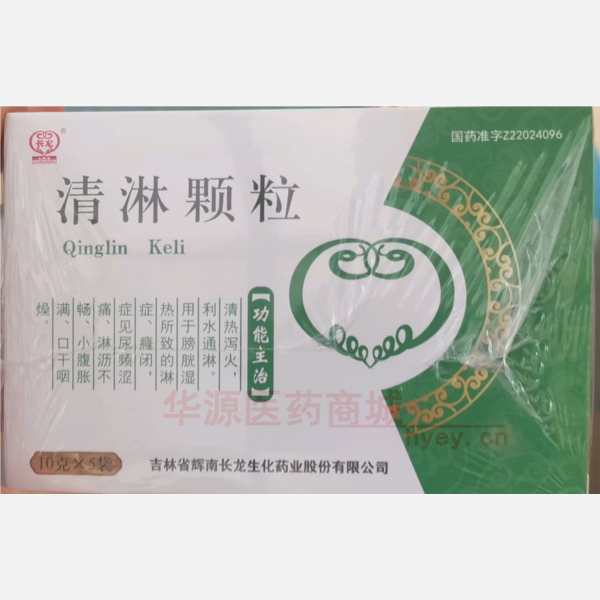 长龙
国药准字Z22024096
清淋颗粒
Qinglin Keli
【功能主治】
清热泻火，
利水通淋。
用于膀胱湿
热所致的淋
症、癃闭，
症见尿频涩
痛、淋沥不
畅、小腹胀
满、口干咽
燥。
华源医药商城
hyey.cn
10克×5袋
吉林省辉南长龙生化药业股份有限公司